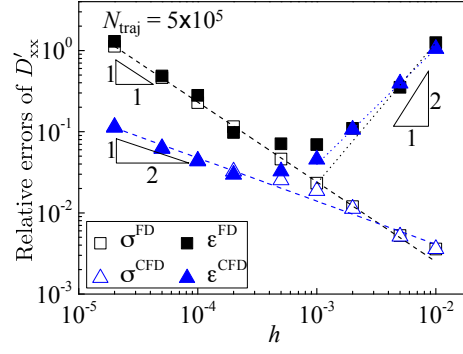 N_traj = 5x10^5
Relative errors of D'_xx
10^0
10^-1
10^-2
10^-3
1
1
1
2
2
1
σ^FD ε^FD
σ^CFD ε^CFD
10^-5 10^-4 10^-3 10^-2
h